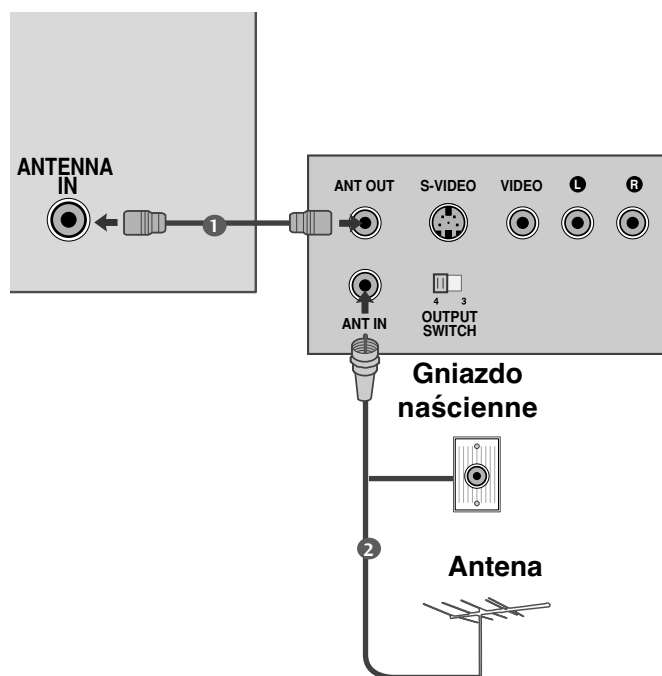 ANTENNA
IN
1
ANT OUT
S-VIDEO
VIDEO
L
R
ANT IN
4 3
OUTPUT
SWITCH
Gniazdo
naścienne
2
Antena